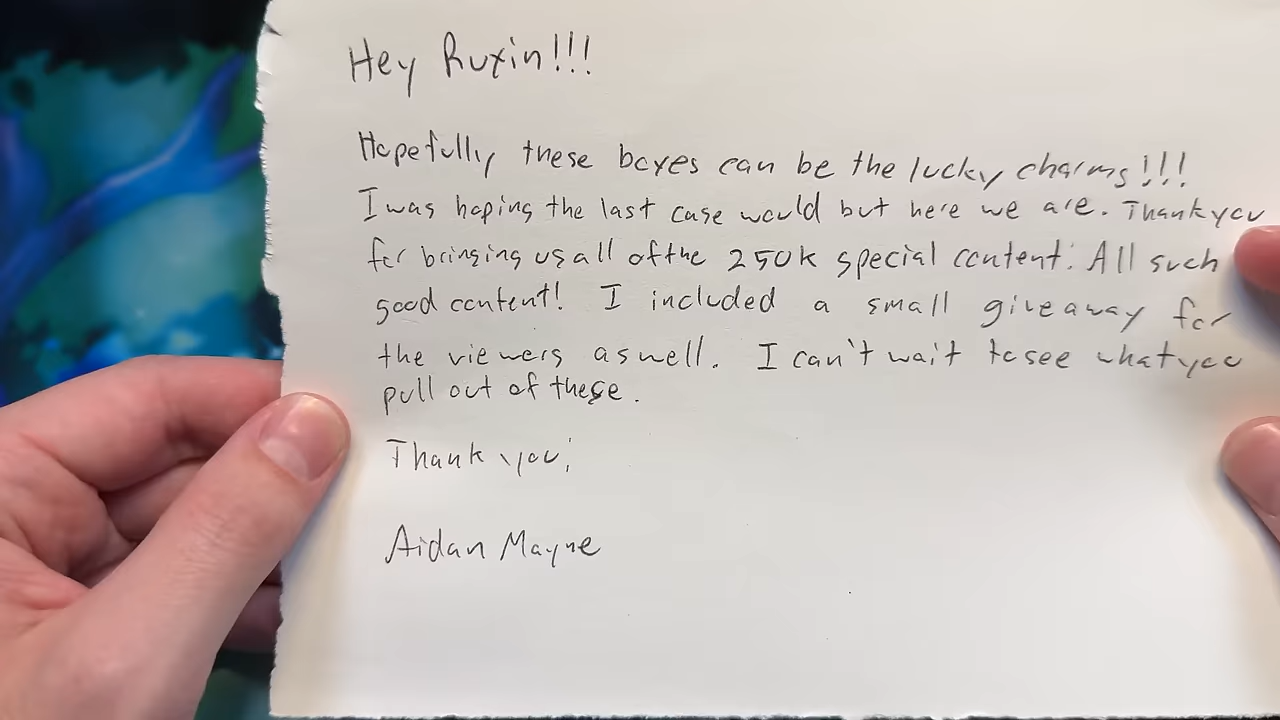 Hey Ruxin!!!
Hopefully these boxes can be the lucky charms!!!
I was hoping the last case would but here we are. Thank you
for bringing us all of the 250k special content. All such
good content! I included a small giveaway for
the viewers as well. I can't wait to see what you
pull out of these.
Thank you,
Aidan Mayne